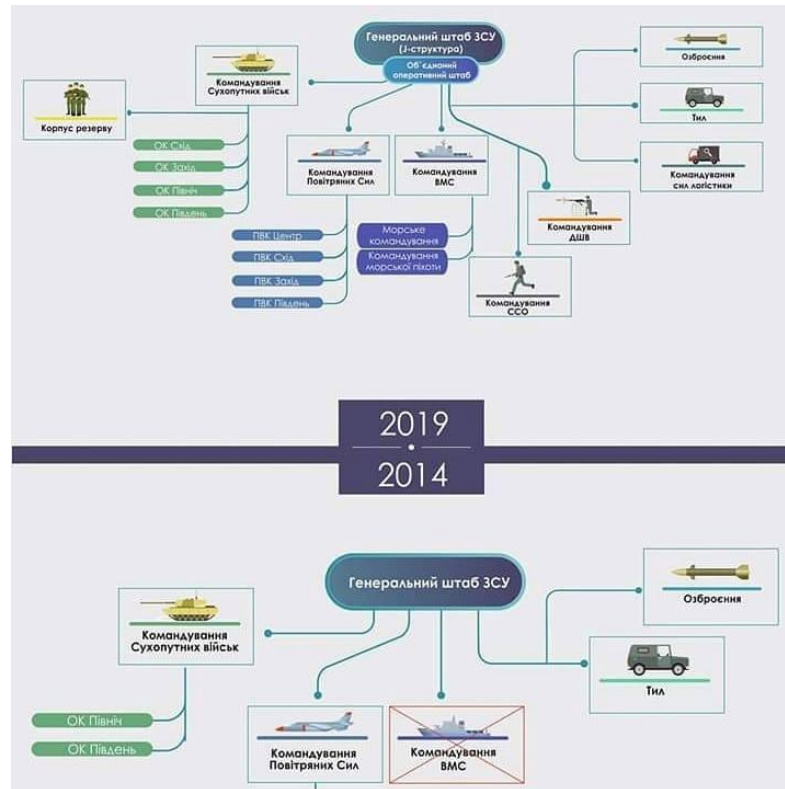 Генеральний штаб ЗСУ
(J-структура)
Об´єднаний
оперативний штаб
Командування
Сухопутних військ
Корпус резерву
ОК Схід
ОК Захід
ОК Північ
ОК Південь
Командування
Повітряних Сил
ПВК Центр
ПВК Схід
ПВК Захід
ПВК Південь
Командування
ВМС
Морське
командування
Командування
морської піхоти
Командування
ССО
Командування
ДШВ
Озброєння
Тил
Командування
сил логістики
2019
2014
Генеральний штаб ЗСУ
Командування
Сухопутних військ
ОК Північ
ОК Південь
Командування
Повітряних Сил
Командування
ВМС
Озброєння
Тил